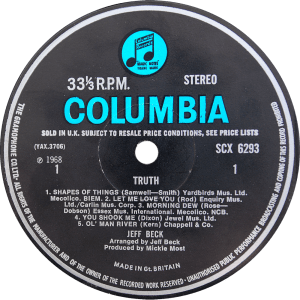 33⅓ R.P.M.
STEREO
COLUMBIA
SOLD IN U.K. SUBJECT TO RESALE PRICE CONDITIONS, SEE PRICE LISTS
(YAX.3706)
SCX 6293
℗ 1968
1
1
TRUTH
1. SHAPES OF THINGS (Samwell—Smith) Yardbirds Mus. Ltd.
Mecolico. BIEM. 2. LET ME LOVE YOU (Rod) Enquiry Mus.
Ltd./Carlin Mus. Corp. 3. MORNING DEW (Rose—
Dobson) Essex Mus. International. Mecolico. NCB.
4. YOU SHOOK ME (Dixon) Jewel Mus. Ltd.
5. OL' MAN RIVER (Kern) Chappell & Co.
JEFF BECK
Arranged by Jeff Beck
Produced by Mickie Most
MADE IN Gt. BRITAIN
THE GRAMOPHONE CO. LTD. ALL RIGHTS OF THE MANUFACTURER AND OF THE OWNER OF THE RECORDED WORK RESERVED · UNAUTHORISED PUBLIC PERFORMANCE BROADCASTING AND COPYING OF THIS RECORD PROHIBITED